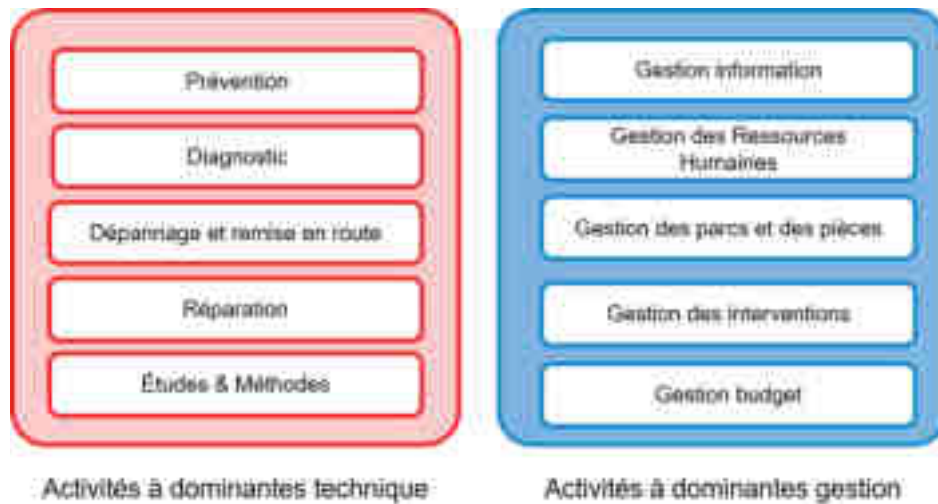 Prévention
Diagnostic
Dépannage et remise en route
Réparation
Études & Méthodes
Activités à dominantes technique
Gestion information
Gestion des Ressources
Humaines
Gestion des parcs et des pièces
Gestion des interventions
Gestion budget
Activités à dominantes gestion